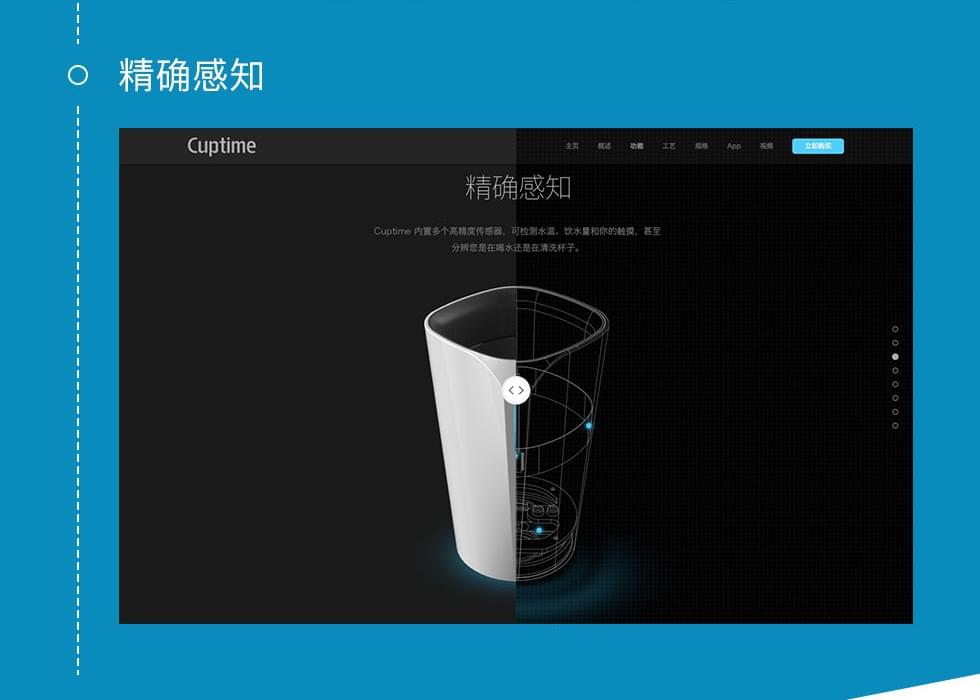 精确感知
Cuptime
主页 概述 功能 工艺 规格 App 视频 立即购买
精确感知
Cuptime 内置多个高精度传感器，可检测水温、饮水量和你的触摸，甚至
分辨您是在喝水还是在清洗杯子。